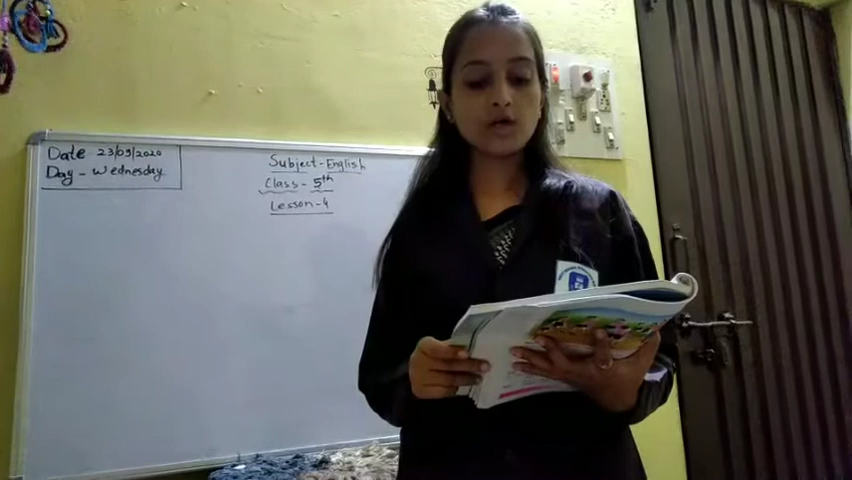 Date 23/09/2020
Day - Wednesday
Subject - English
Class - 5th
Lesson - 4